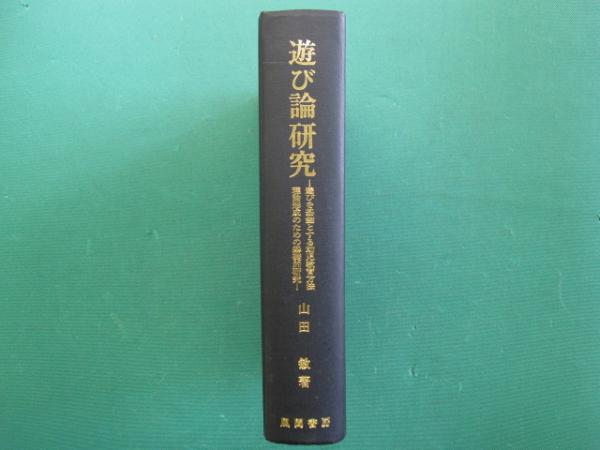 遊び論研究
―遊びを基盤とする幼児教育方法
理論形成のための基礎的研究―
山田 敏著
風間書房